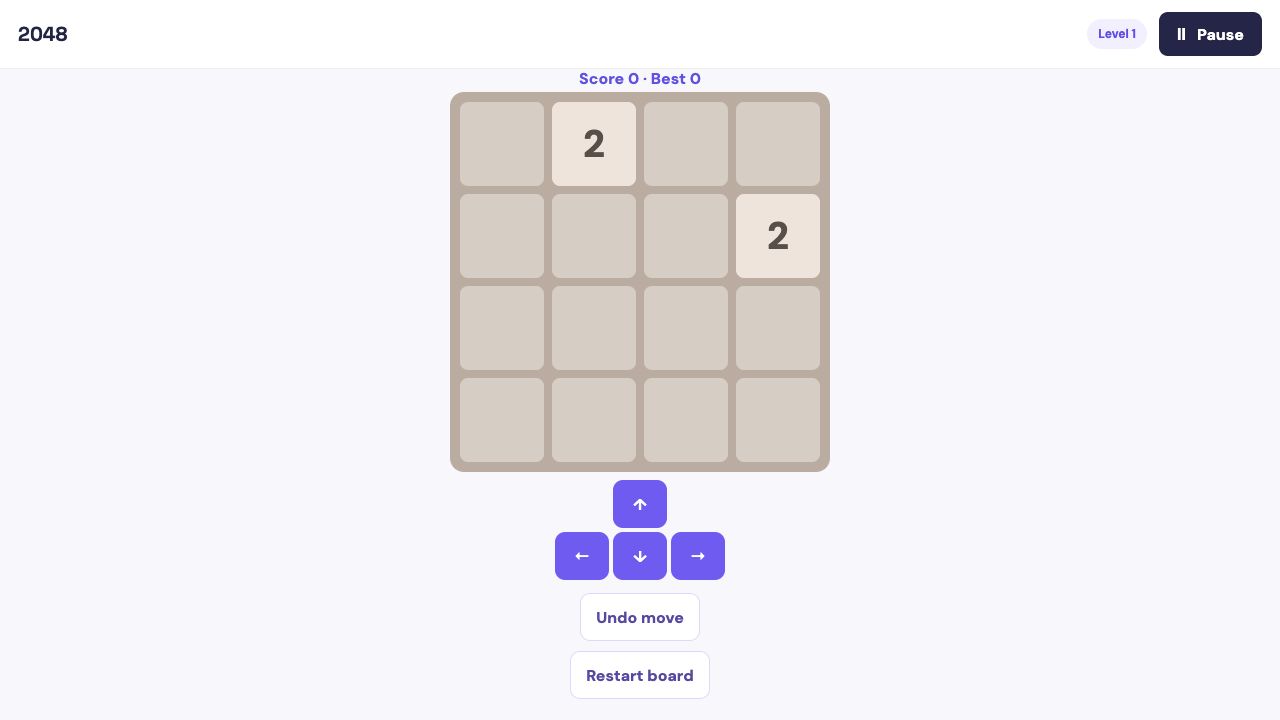 2048
Level 1
Pause
Score 0 · Best 0
2
2
↑
← ↓ →
Undo move
Restart board